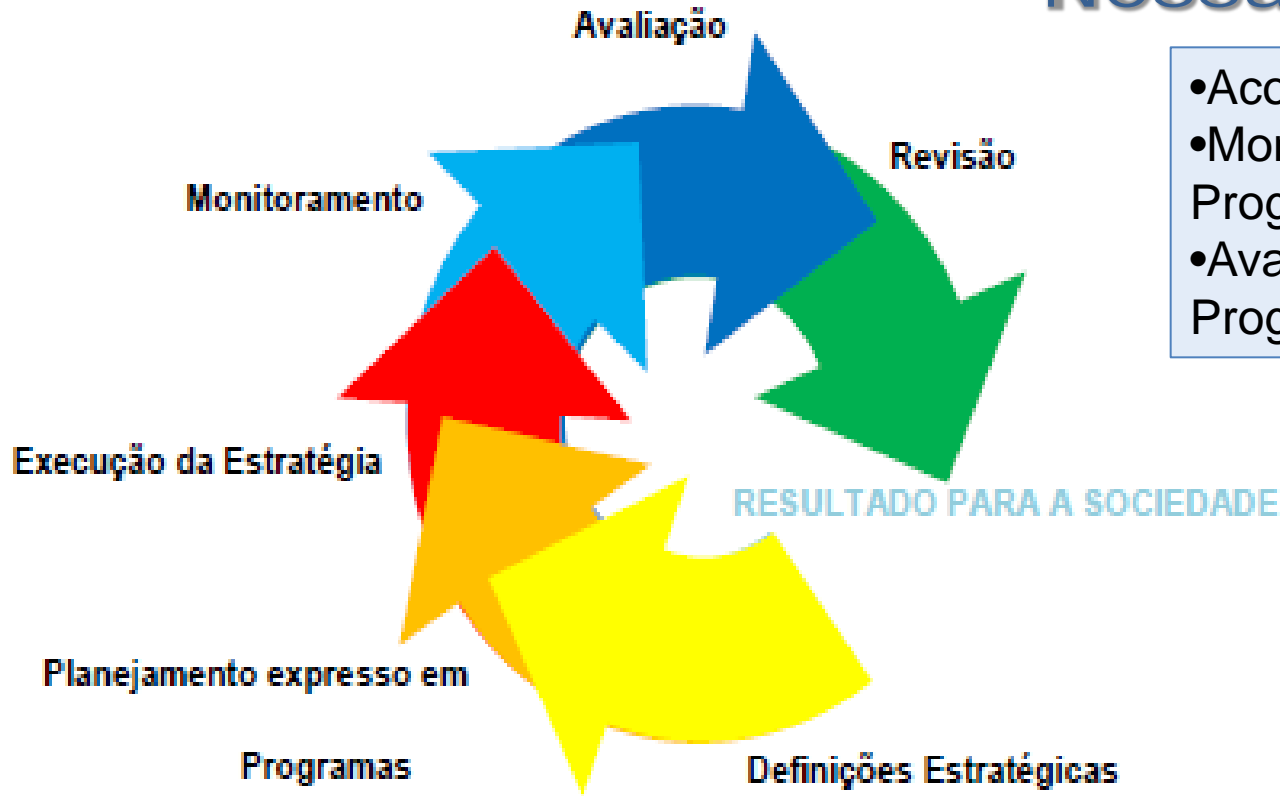 Avaliação
Revisão
Monitoramento
Execução da Estratégia
RESULTADO PARA A SOCIEDADE
Planejamento expresso em
Programas
Definições Estratégicas